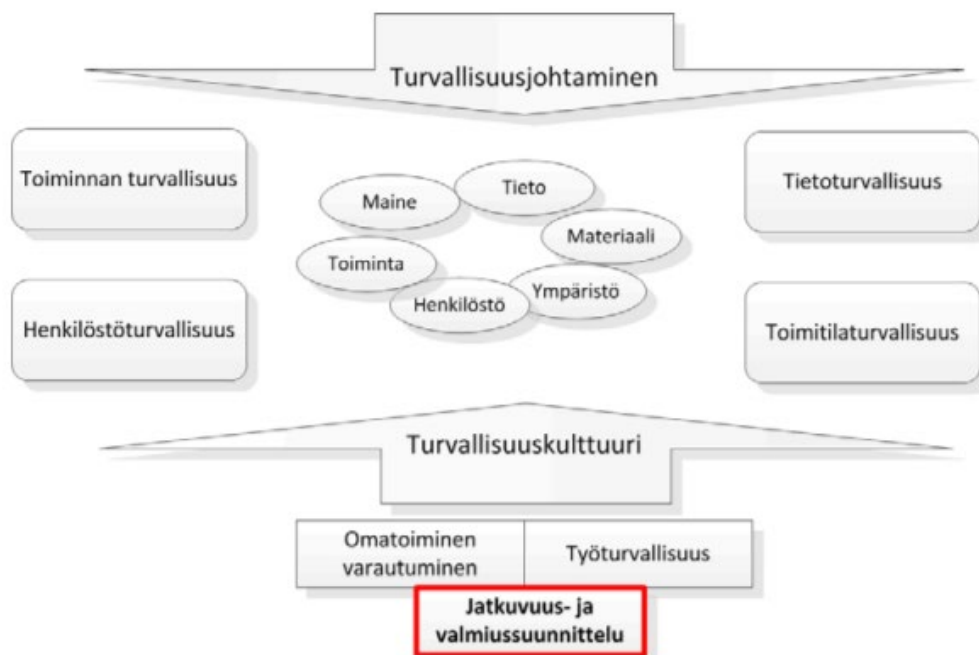 Turvallisuusjohtaminen
Toiminnan turvallisuus
Tietoturvallisuus
Maine
Tieto
Materiaali
Toiminta
Henkilöstö
Ympäristö
Henkilöstöturvallisuus
Toimitilaturvallisuus
Turvallisuuskulttuuri
Omatoiminen
varautuminen
Työturvallisuus
Jatkuvuus- ja
valmiussuunnittelu